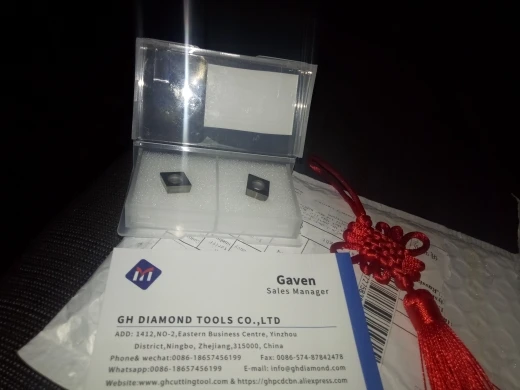 Gaven
Sales Manager
GH DIAMOND TOOLS CO.,LTD
ADD: 1412,NO-2,Eastern Business Centre, Yinzhou
District,Ningbo, Zhejiang,315000, China
Phone& wechat:0086-18657456199 Fax: 0086-574-87842478
WhatsApp: 0086-18657456199 E-mail: info@ghdiamond.com
Website:www.ghcuttingtool.com & https://ghpcdcbn.aliexpress.com